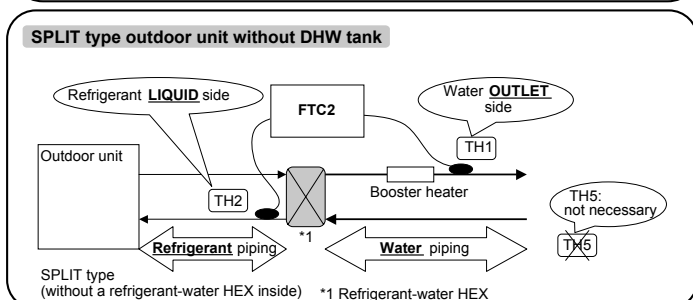 SPLIT type outdoor unit without DHW tank
Refrigerant LIQUID side
Water OUTLET
side
FTC2
TH1
Outdoor unit
TH2
Booster heater
TH5:
not necessary
TH5
*1
Refrigerant piping
Water piping
SPLIT type
(without a refrigerant-water HEX inside)
*1 Refrigerant-water HEX